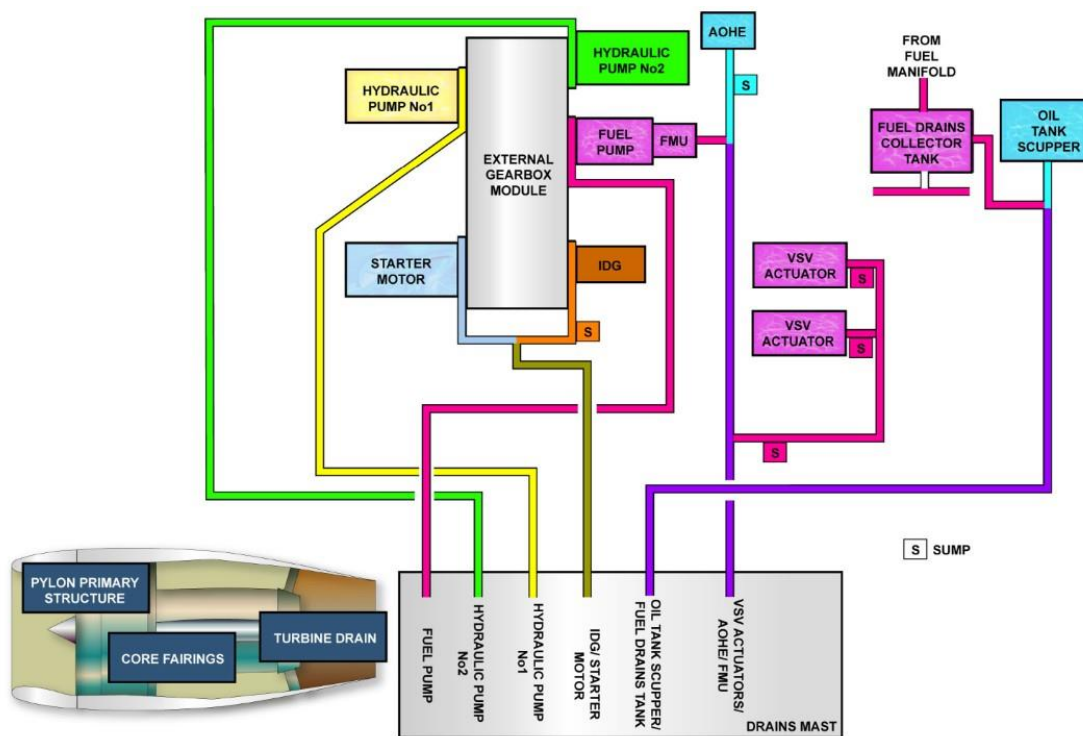 HYDRAULIC
PUMP No2
AOHE
FROM
FUEL
MANIFOLD
S
HYDRAULIC
PUMP No1
FUEL
PUMP
FMU
FUEL DRAINS
COLLECTOR
TANK
OIL
TANK
SCUPPER
EXTERNAL
GEARBOX
MODULE
STARTER
MOTOR
IDG
VSV
ACTUATOR
S
S
VSV
ACTUATOR
S
S
S SUMP
PYLON PRIMARY
STRUCTURE
CORE FAIRINGS
TURBINE DRAIN
FUEL PUMP
HYDRAULIC PUMP
No2
HYDRAULIC PUMP
No1
IDG/ STARTER
MOTOR
OIL TANK SCUPPER/
FUEL DRAINS TANK
VSV ACTUATORS/
AOHE/ FMU
DRAINS MAST